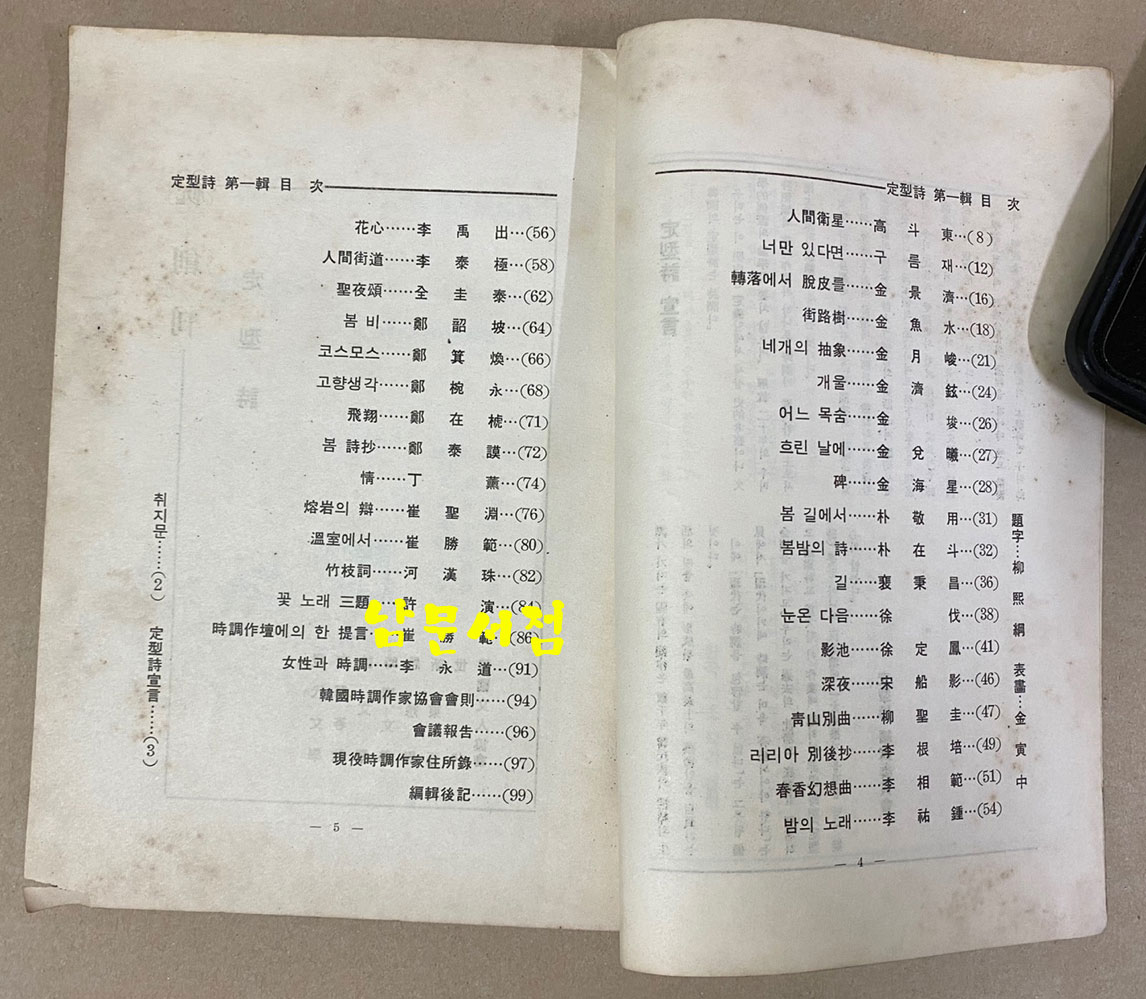 定型詩 第一輯 目 次
人間衛星……高 斗 東…(8)
너만 있다면……구 름 재…(12)
轉落에서 脫皮를……金 景 濟…(16)
街路樹……金 魚 水…(18)
네개의 抽象……金 月 峻…(21)
개울……金 濟 鉉…(24)
어느 목숨……金 埈…(26)
흐린 날에……金 兌 曦…(27)
碑……金 海 星…(28)
봄 길에서……朴 敬 用…(31)
봄밤의 詩……朴 在 斗…(32)
길……裵 秉 昌…(36)
눈온 다음……徐 伐…(38)
影池……徐 定 鳳…(41)
深夜……宋 船 影…(46)
靑山別曲……柳 聖 圭…(47)
리리아 別後抄……李 根 培…(49)
春香幻想曲……李 相 範…(51)
밤의 노래……李 祐 鍾…(54)
題字…柳 熙 綱 表畵…金 寅 中
— 4 —
定型詩 第一輯 目 次
花心……李 禹 出…(56)
人間街道……李 泰 極…(58)
聖夜頌……全 圭 泰…(62)
봄 비……鄭 韶 坡…(64)
코스모스……鄭 箕 煥…(66)
고향생각……鄭 椀 永…(68)
飛翔……鄭 在 㯳…(71)
봄 詩抄……鄭 泰 謨…(72)
情……丁 薰…(74)
熔岩의 辯……崔 聖 淵…(76)
溫室에서……崔 勝 範…(80)
竹枝詞……河 漢 珠…(82)
꽃 노래 三題……許 演…(84)
時調作壇에의 한 提言……崔 勝 範…(86)
女性과 時調……李 永 道…(91)
韓國時調作家協會會則……(94)
會議報告……(96)
現役時調作家住所錄……(97)
編輯後記……(99)
취지문……(2) 定型詩宣言……(3)
— 5 —
남문서점